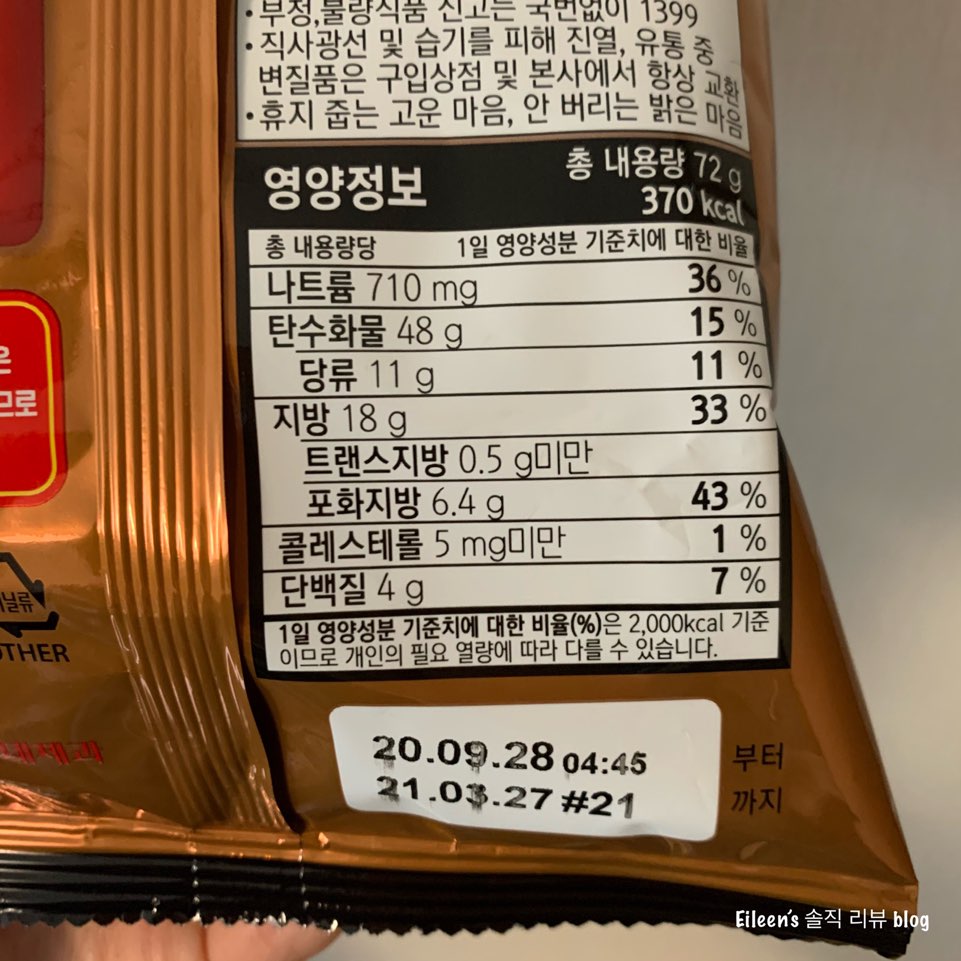 •부정,불량식품 신고는 국번없이 1399
•직사광선 및 습기를 피해 진열, 유통 중
변질품은 구입상점 및 본사에서 항상 교환
•휴지 줍는 고운 마음, 안 버리는 밝은 마음
영양정보
총 내용량 72 g
370 kcal
총 내용량당 1일 영양성분 기준치에 대한 비율
나트륨 710 mg 36 %
탄수화물 48 g 15 %
당류 11 g 11 %
지방 18 g 33 %
트랜스지방 0.5 g미만
포화지방 6.4 g 43 %
콜레스테롤 5 mg미만 1 %
단백질 4 g 7 %
1일 영양성분 기준치에 대한 비율(%)은 2,000kcal 기준
이므로 개인의 필요 열량에 따라 다를 수 있습니다.
20.09.28 04:45 부터
21.03.27 #21 까지
은
므로
닐류
OTHER
Eileen's 솔직 리뷰 blog